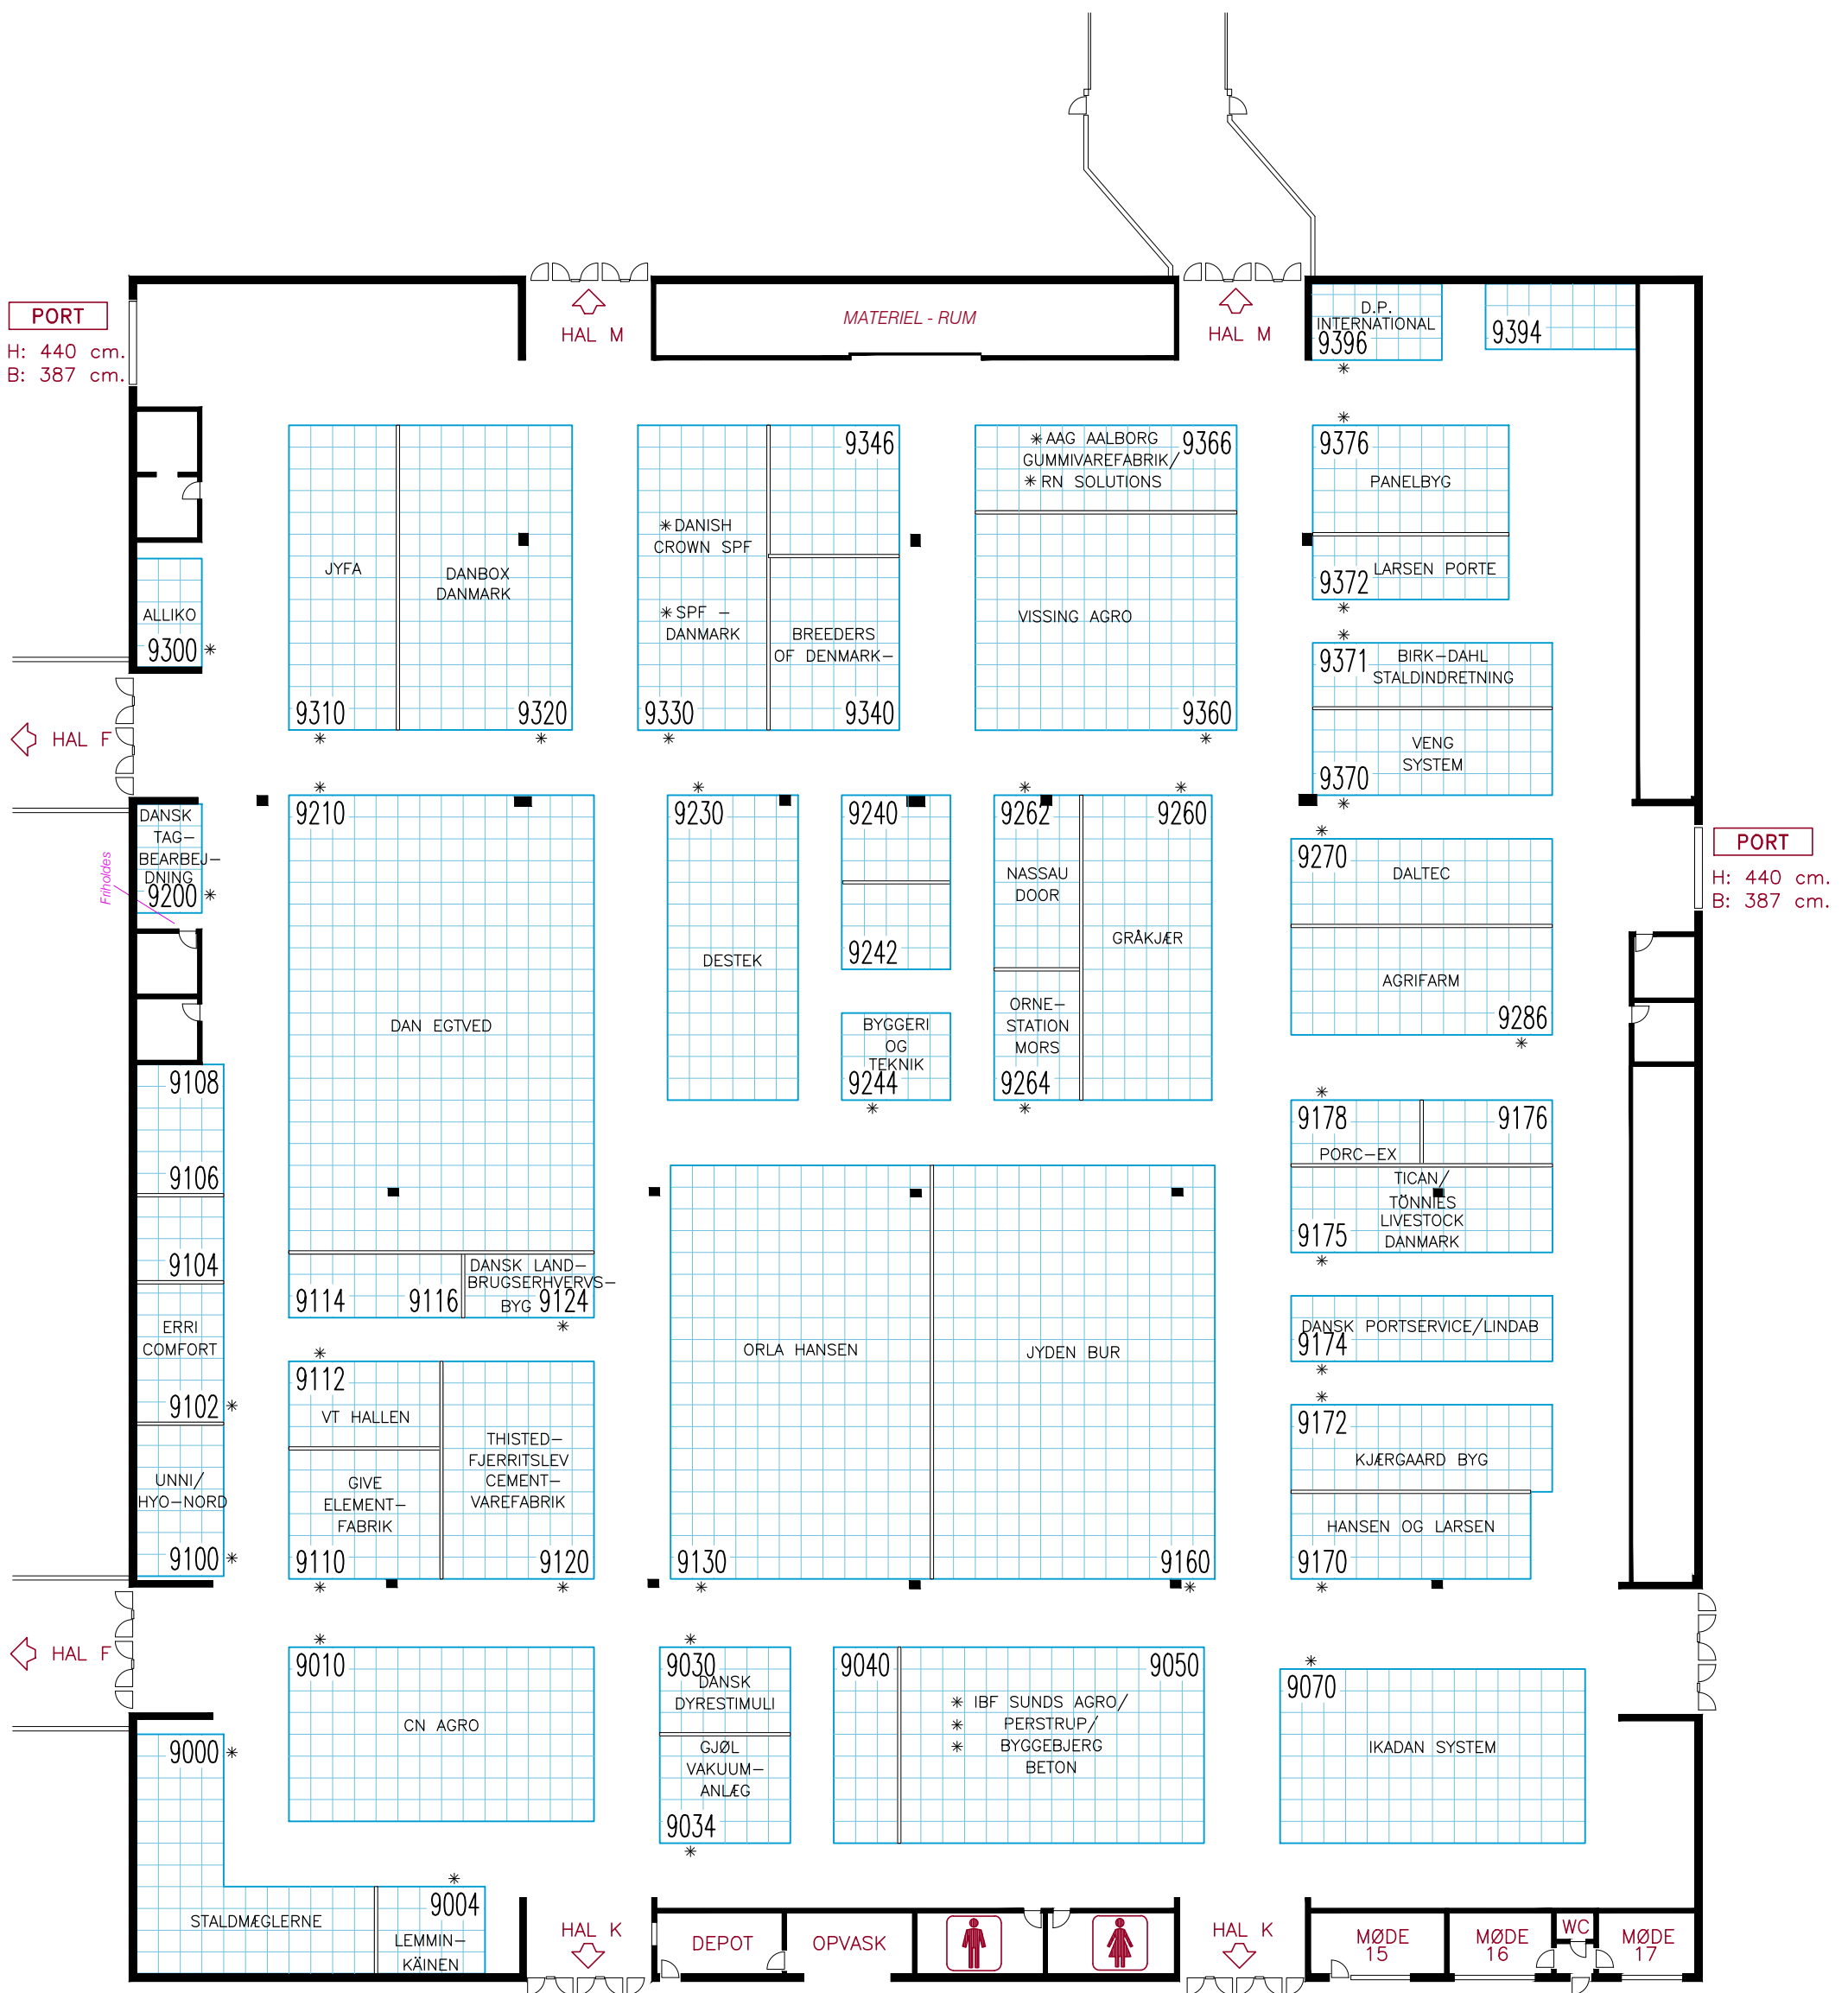 PORT
H: 440 cm.
B: 387 cm.
HAL M
MATERIEL - RUM
HAL M
D.P.
INTERNATIONAL
9396
9394
*
*
JYFA
9310
*
DANBOX
DANMARK
9320
*
*DANISH
CROWN SPF
*SPF -
DANMARK
9330
*
9346
BREEDERS
OF DENMARK-
9340
*AAG AALBORG
GUMMIVAREFABRIK/
*RN SOLUTIONS
9366
VISSING AGRO
9360
*
9376
PANELBYG
LARSEN PORTE
9372
*
*
9371
BIRK-DAHL
STALDINDRETNING
VENG
SYSTEM
9370
*
ALLIKO
9300 *
HAL F
DANSK
TAG-
BEARBEJ-
DNING
9200 *
Friholdes
*
9210
DAN EGTVED
*
9230
DESTEK
9240
9242
BYGGERI
OG
TEKNIK
9244
*
*
9262
NASSAU
DOOR
ORNE-
STATION
MORS
9264
*
*
9260
GRÅKJÆR
*
9270
DALTEC
AGRIFARM
9286
*
PORT
H: 440 cm.
B: 387 cm.
9108
9106
9104
ERRI
COMFORT
9102 *
UNNI/
HYO-NORD
9100 *
9114
9116
DANSK LAND-
BRUGSERHVERVS-
BYG 9124
*
*
9112
VT HALLEN
GIVE
ELEMENT-
FABRIK
9110
*
THISTED-
FJERRITSLEV
CEMENT-
VAREFABRIK
9120
*
ORLA HANSEN
9130
*
JYDEN BUR
9160
*
*
9178
PORC-EX
9176
TICAN/
TÖNNIES
LIVESTOCK
DANMARK
9175
*
DANSK PORTSERVICE/LINDAB
9174
*
*
9172
KJÆRGAARD BYG
HANSEN OG LARSEN
9170
*
HAL F
9000 *
STALDMÆGLERNE
*
9004
LEMMIN-
KÄINEN
*
9010
CN AGRO
*
9030
DANSK
DYRESTIMULI
GJØL
VAKUUM-
ANLÆG
9034
*
9040
9050
* IBF SUNDS AGRO/
* PERSTRUP/
* BYGGEBJERG
BETON
*
9070
IKADAN SYSTEM
HAL K
DEPOT
OPVASK
HAL K
MØDE
15
MØDE
16
WC
MØDE
17